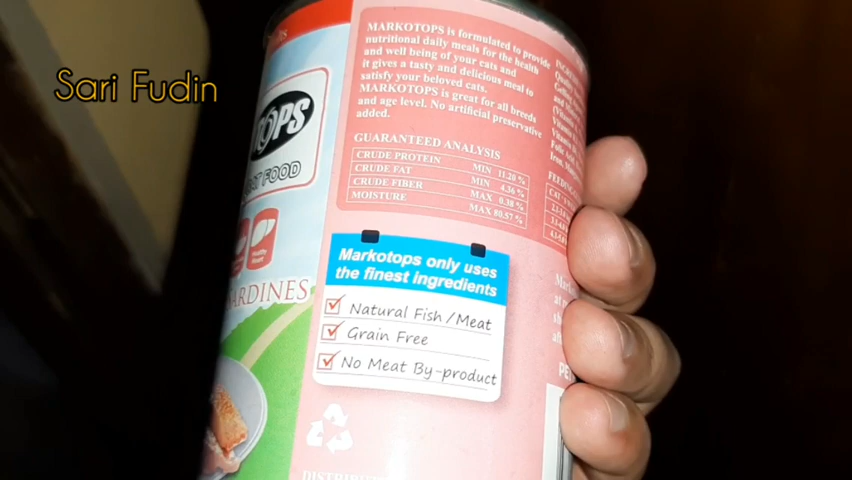 Sari Fudin
MARKOTOPS is formulated to provide
nutritional daily meals for the health
and well being of your cats and
it gives a tasty and delicious meal to
satisfy your beloved cats.
MARKOTOPS is great for all breeds
and age level. No artificial preservative
added.
GUARANTEED ANALYSIS
CRUDE PROTEIN MIN 11.20 %
CRUDE FAT MIN 4.36 %
CRUDE FIBER MAX 0.38 %
MOISTURE MAX 80.57 %
TOPS
CAT FOOD
Healthy
Heart
ARDINES
Markotops only uses
the finest ingredients
Natural Fish/Meat
Grain Free
No Meat By-product